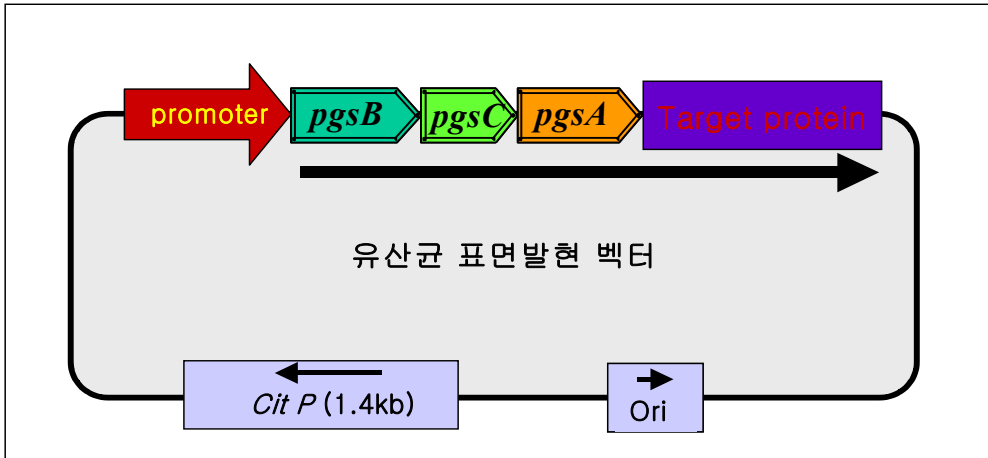 promoter
pgsB
pgsC
pgsA
Target protein
유산균 표면발현 벡터
Cit P (1.4kb)
Ori